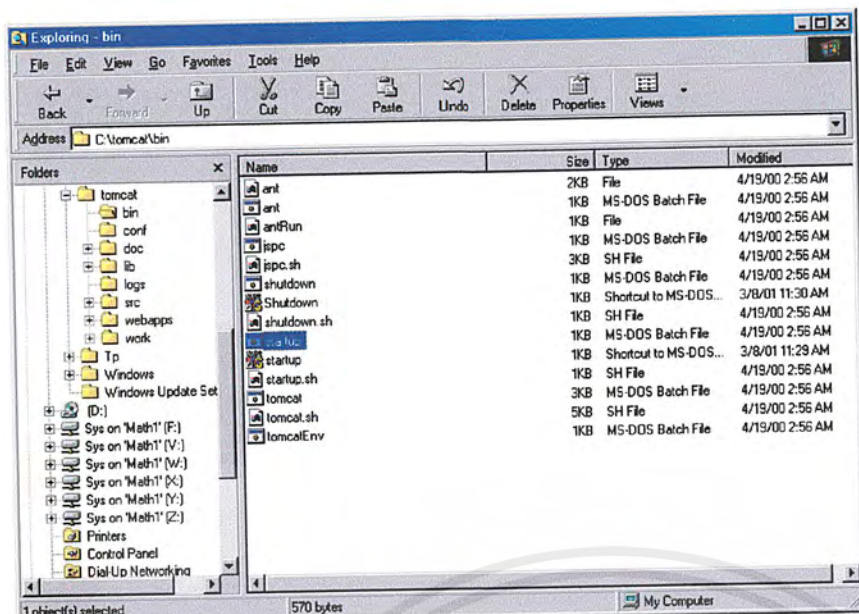 Exploring - bin
File Edit View Go Favorites Tools Help
Back Forward Up Cut Copy Paste Undo Delete Properties Views
Address C:\tomcat\bin
Folders x
Name Size Type Modified
tomcat
bin
conf
doc
lib
logs
src
webapps
work
Tp
Windows
Windows Update Set
(D:)
Sys on 'Math1' (F:)
Sys on 'Math1' (V:)
Sys on 'Math1' (W:)
Sys on 'Math1' (X:)
Sys on 'Math1' (Y:)
Sys on 'Math1' (Z:)
Printers
Control Panel
Dial-Up Networking
ant 2KB File 4/19/00 2:56 AM
ant 1KB MS-DOS Batch File 4/19/00 2:56 AM
antRun 1KB File 4/19/00 2:56 AM
jspc 1KB MS-DOS Batch File 4/19/00 2:56 AM
jspc.sh 3KB SH File 4/19/00 2:56 AM
shutdown 1KB MS-DOS Batch File 4/19/00 2:56 AM
Shutdown 1KB Shortcut to MS-DOS... 3/8/01 11:30 AM
shutdown.sh 1KB SH File 4/19/00 2:56 AM
startup 1KB MS-DOS Batch File 4/19/00 2:56 AM
startup 1KB Shortcut to MS-DOS... 3/8/01 11:29 AM
startup.sh 1KB SH File 4/19/00 2:56 AM
tomcat 3KB MS-DOS Batch File 4/19/00 2:56 AM
tomcat.sh 5KB SH File 4/19/00 2:56 AM
tomcatEnv 1KB MS-DOS Batch File 4/19/00 2:56 AM
1 object(s) selected 570 bytes My Computer